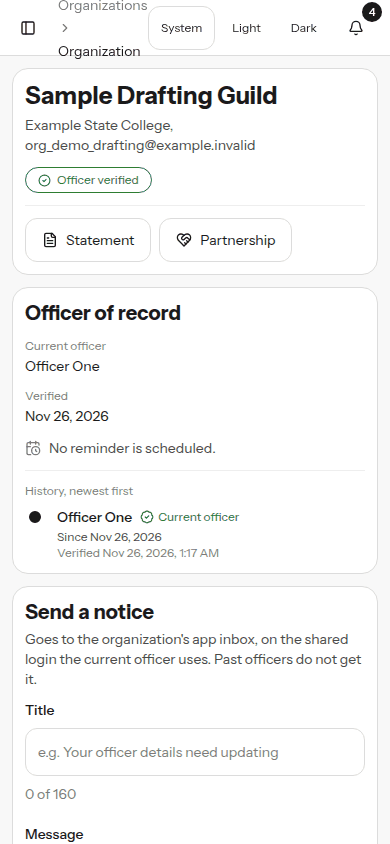 Organizations
Organization
System
Light
Dark
4
Sample Drafting Guild
Example State College,
org_demo_drafting@example.invalid
Officer verified
Statement
Partnership
Officer of record
Current officer
Officer One
Verified
Nov 26, 2026
No reminder is scheduled.
History, newest first
Officer One
Current officer
Since Nov 26, 2026
Verified Nov 26, 2026, 1:17 AM
Send a notice
Goes to the organization's app inbox, on the shared
login the current officer uses. Past officers do not get
it.
Title
e.g. Your officer details need updating
0 of 160
Message